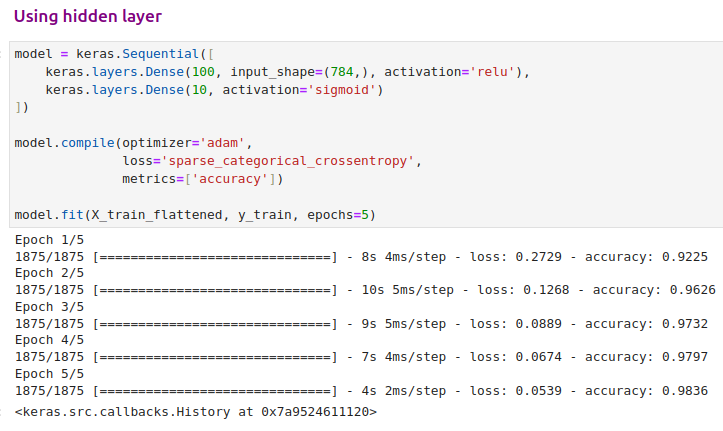 Using hidden layer
model = keras.Sequential([
    keras.layers.Dense(100, input_shape=(784,), activation='relu'),
    keras.layers.Dense(10, activation='sigmoid')
])
model.compile(optimizer='adam',
              loss='sparse_categorical_crossentropy',
              metrics=['accuracy'])
model.fit(X_train_flattened, y_train, epochs=5)
Epoch 1/5
1875/1875 [==============================] - 8s 4ms/step - loss: 0.2729 - accuracy: 0.9225
Epoch 2/5
1875/1875 [==============================] - 10s 5ms/step - loss: 0.1268 - accuracy: 0.9626
Epoch 3/5
1875/1875 [==============================] - 9s 5ms/step - loss: 0.0889 - accuracy: 0.9732
Epoch 4/5
1875/1875 [==============================] - 7s 4ms/step - loss: 0.0674 - accuracy: 0.9797
Epoch 5/5
1875/1875 [==============================] - 4s 2ms/step - loss: 0.0539 - accuracy: 0.9836
<keras.src.callbacks.History at 0x7a9524611120>